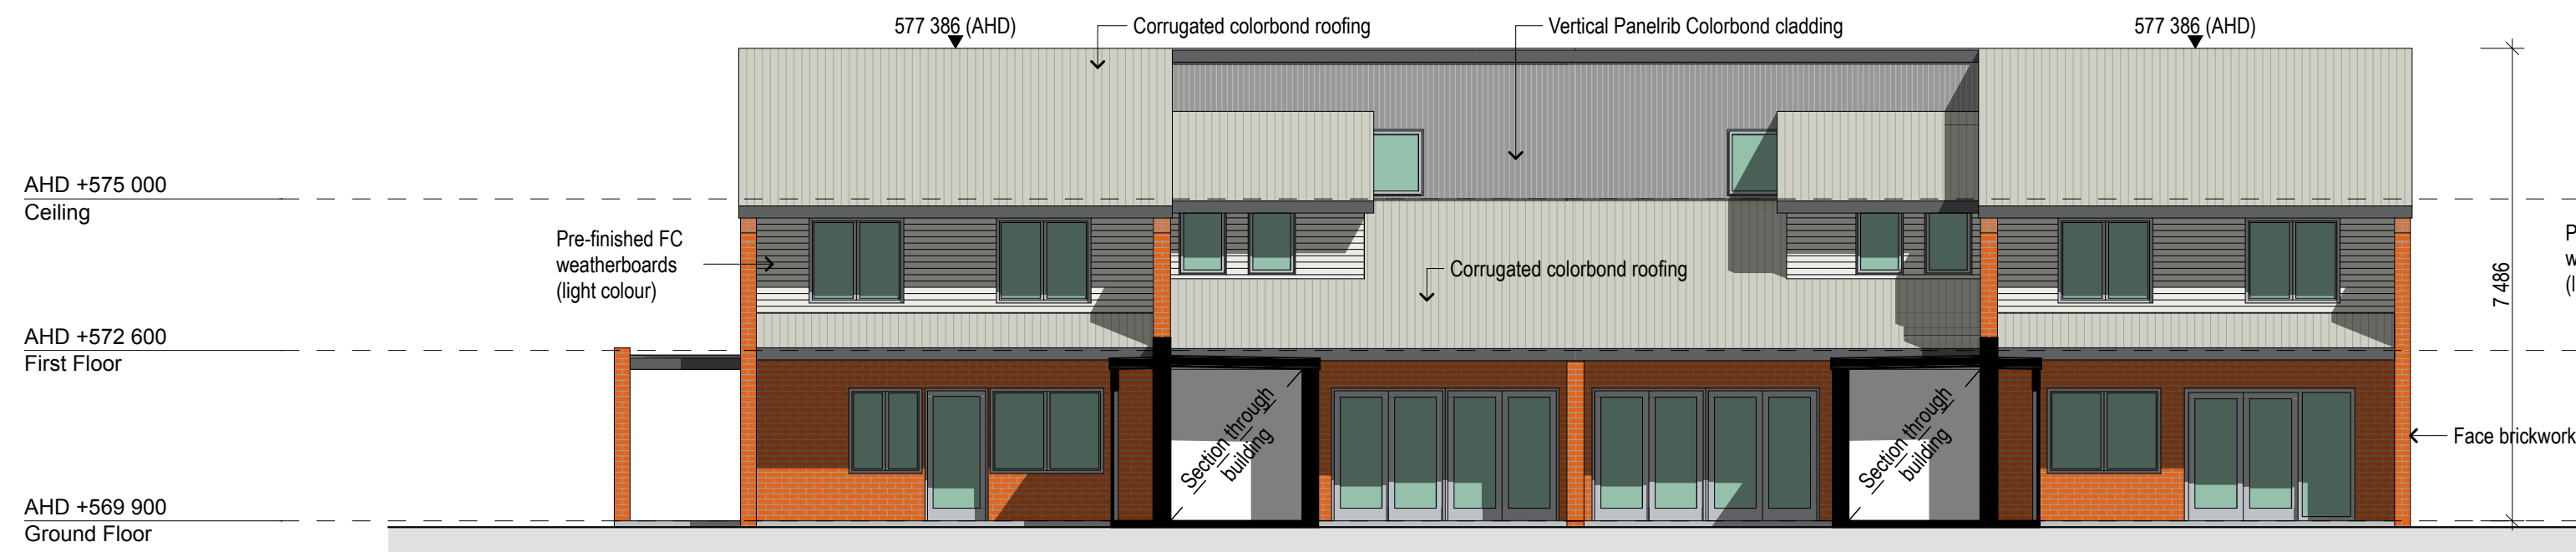 577 386 (AHD)
Corrugated colorbond roofing
Vertical Panelrib Colorbond cladding
577 386 (AHD)
AHD +575 000
Ceiling
Pre-finished FC
weatherboards
(light colour)
Corrugated colorbond roofing
7 486
AHD +572 600
First Floor
Section through
building
Section through
building
Face brickwork
AHD +569 900
Ground Floor